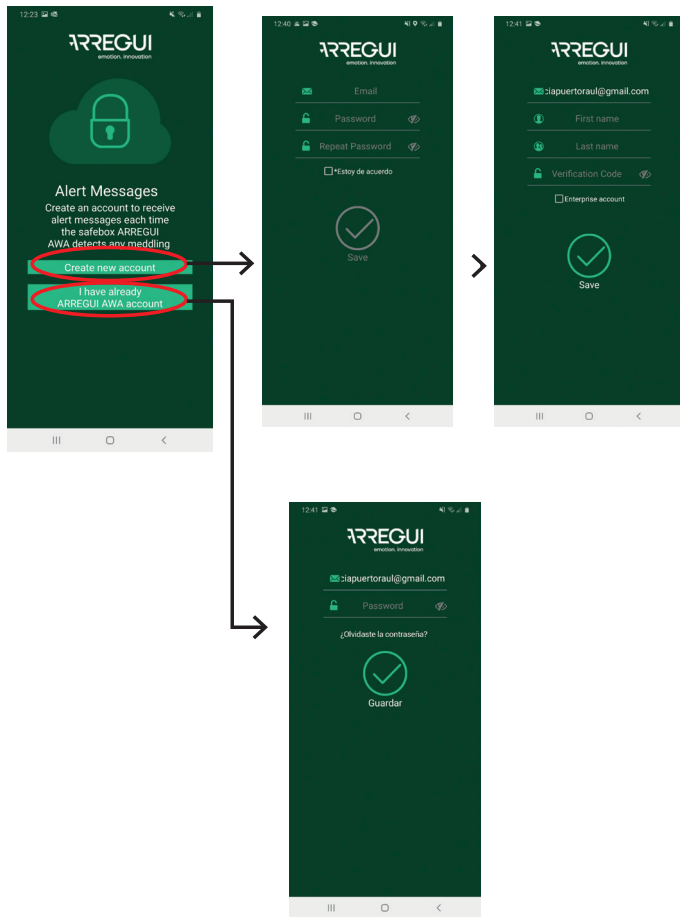 12:23
ARREGUI
emotion. innovation
Alert Messages
Create an account to receive
alert messages each time
the safebox ARREGUI
AWA detects any meddling
Create new account
I have already
ARREGUI AWA account
12:40
ARREGUI
emotion. innovation
Email
Password
Repeat Password
*Estoy de acuerdo
Save
12:41
ARREGUI
emotion. innovation
ciapuertoraul@gmail.com
First name
Last name
Verification Code
Enterprise account
Save
12:41
ARREGUI
emotion. innovation
ciapuertoraul@gmail.com
Password
¿Olvidaste la contraseña?
Guardar